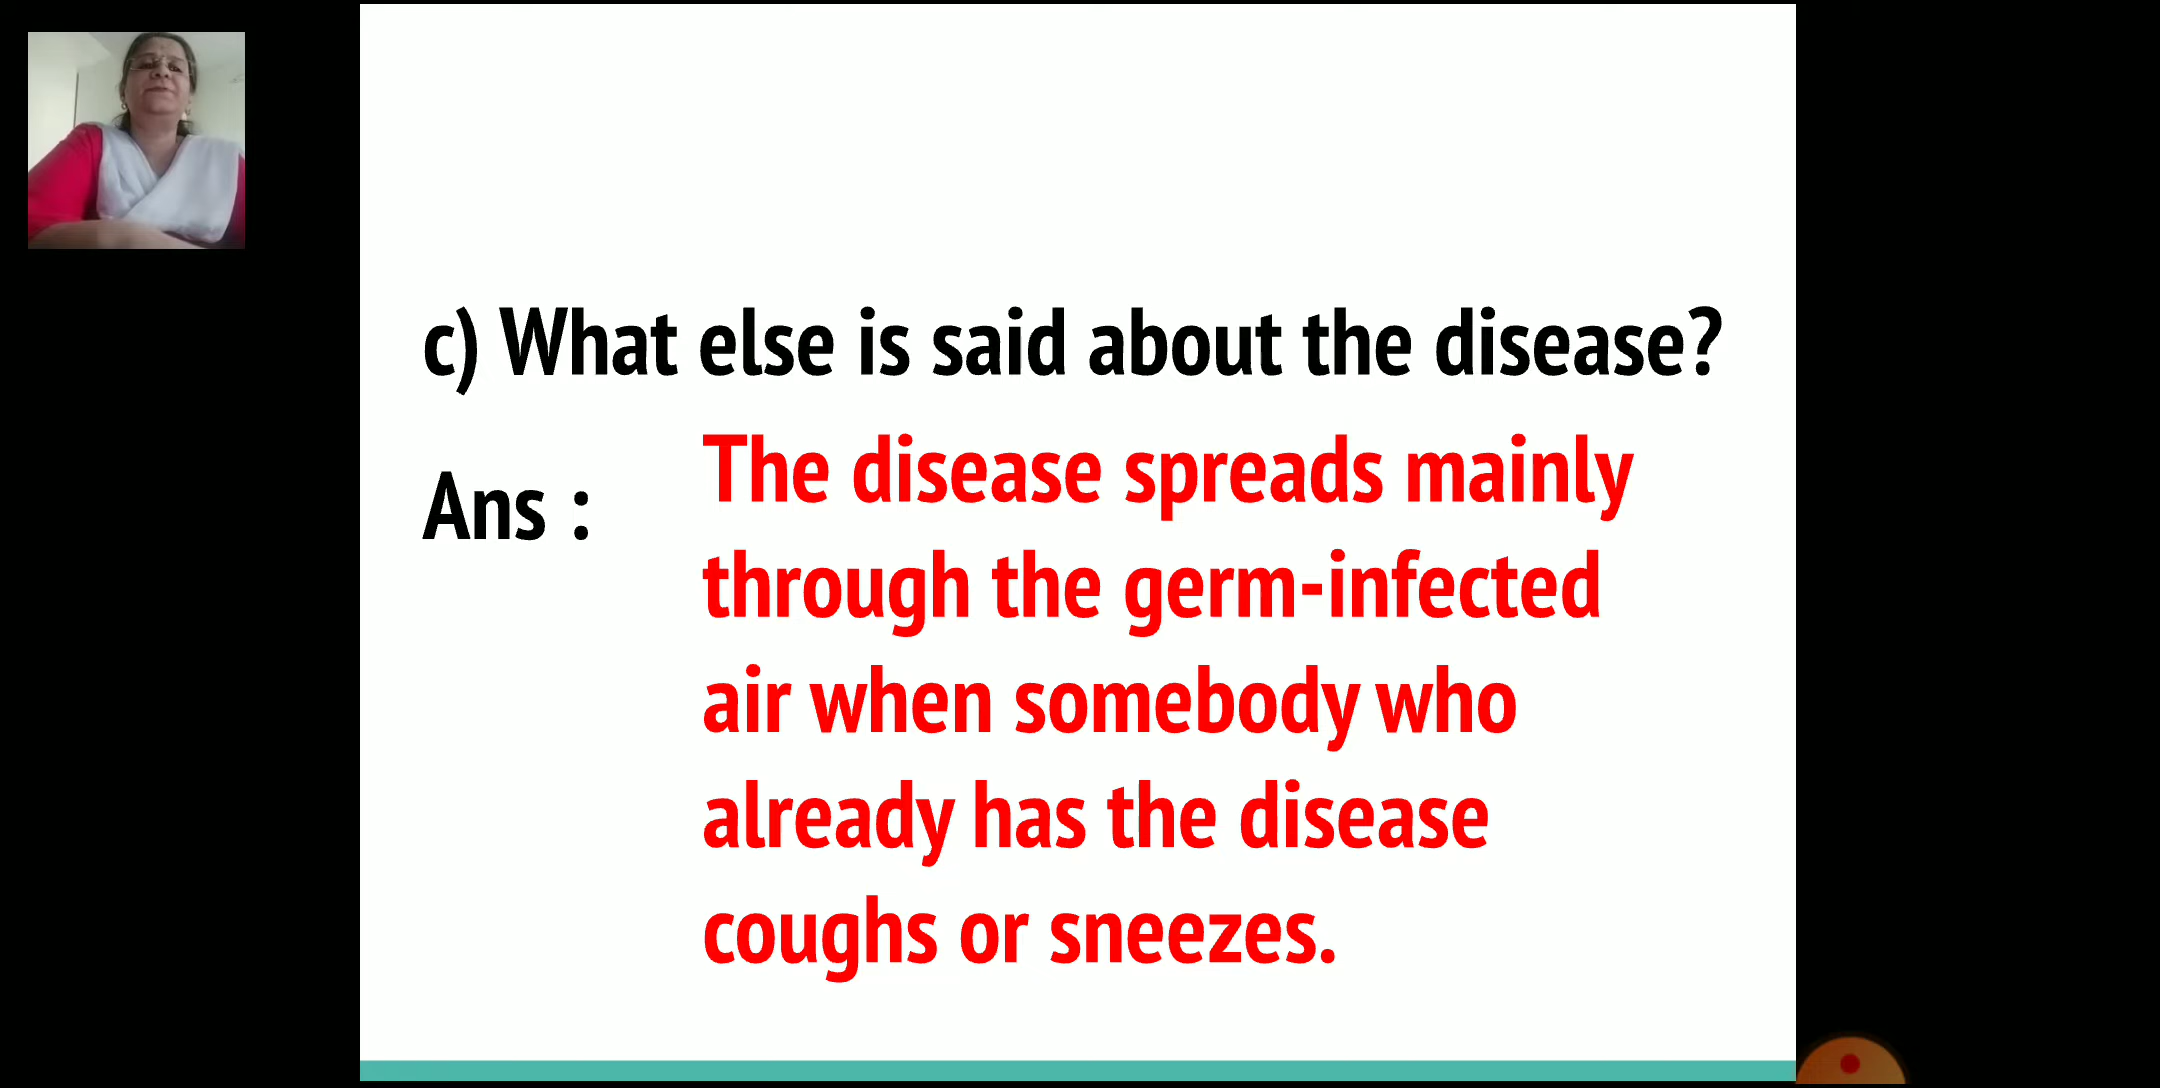 c) What else is said about the disease?
Ans :
The disease spreads mainly
through the germ-infected
air when somebody who
already has the disease
coughs or sneezes.